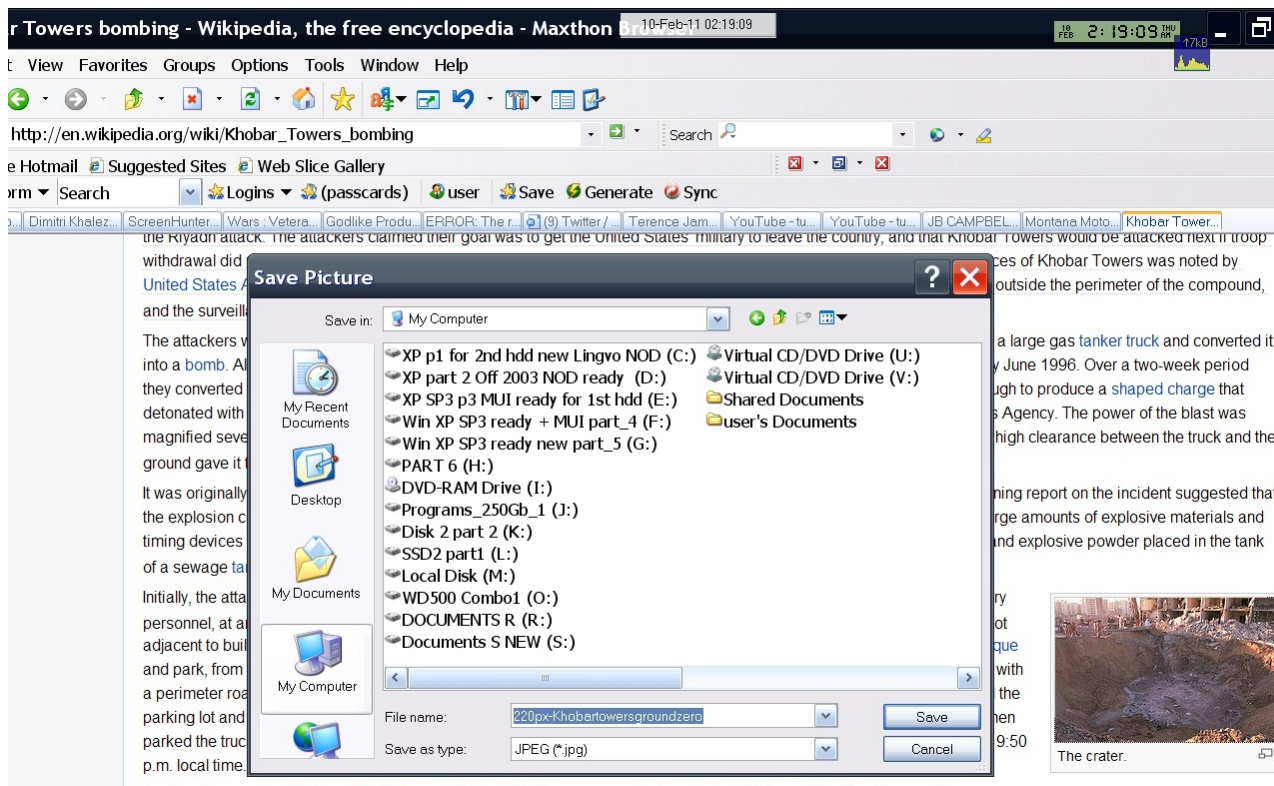 r Towers bombing - Wikipedia, the free encyclopedia - Maxthon Browser
10-Feb-11 02:19:09
10 FEB 2:19:09 THU AM
↑7kB
View Favorites Groups Options Tools Window Help
http://en.wikipedia.org/wiki/Khobar_Towers_bombing
Search
e Hotmail Suggested Sites Web Slice Gallery
orm Search Logins (passcards) user Save Generate Sync
Dimitri Khalez... ScreenHunter... Wars : Vetera... Godlike Produ... ERROR: The r... (9) Twitter / ... Terence Jam... YouTube - tu... YouTube - tu... JB CAMPBEL... Montana Moto... Khobar Tower...
the Riyadh attack. The attackers claimed their goal was to get the United States' military to leave the country, and that Khobar Towers would be attacked next if troop
withdrawal did
ces of Khobar Towers was noted by
United States A
outside the perimeter of the compound,
and the surveill
The attackers w
a large gas tanker truck and converted it
into a bomb. Al
y June 1996. Over a two-week period
they converted
ugh to produce a shaped charge that
detonated with
s Agency. The power of the blast was
magnified seve
high clearance between the truck and the
ground gave it t
It was originally
ning report on the incident suggested that
the explosion c
rge amounts of explosive materials and
timing devices
and explosive powder placed in the tank
of a sewage ta
Initially, the atta
ry
personnel, at a
ot
adjacent to buil
que
and park, from
with
a perimeter roa
the
parking lot and
hen
parked the truc
9:50
p.m. local time.
The crater.
Save Picture
Save in: My Computer
My Recent Documents
Desktop
My Documents
My Computer
XP p1 for 2nd hdd new Lingvo NOD (C:)
XP part 2 Off 2003 NOD ready (D:)
XP SP3 p3 MUI ready for 1st hdd (E:)
Win XP SP3 ready + MUI part_4 (F:)
Win XP SP3 ready new part_5 (G:)
PART 6 (H:)
DVD-RAM Drive (I:)
Programs_250Gb_1 (J:)
Disk 2 part 2 (K:)
SSD2 part1 (L:)
Local Disk (M:)
WD500 Combo1 (O:)
DOCUMENTS R (R:)
Documents S NEW (S:)
Virtual CD/DVD Drive (U:)
Virtual CD/DVD Drive (V:)
Shared Documents
user's Documents
File name: 220px-Khobartowersgroundzero
Save
Save as type: JPEG (*.jpg)
Cancel